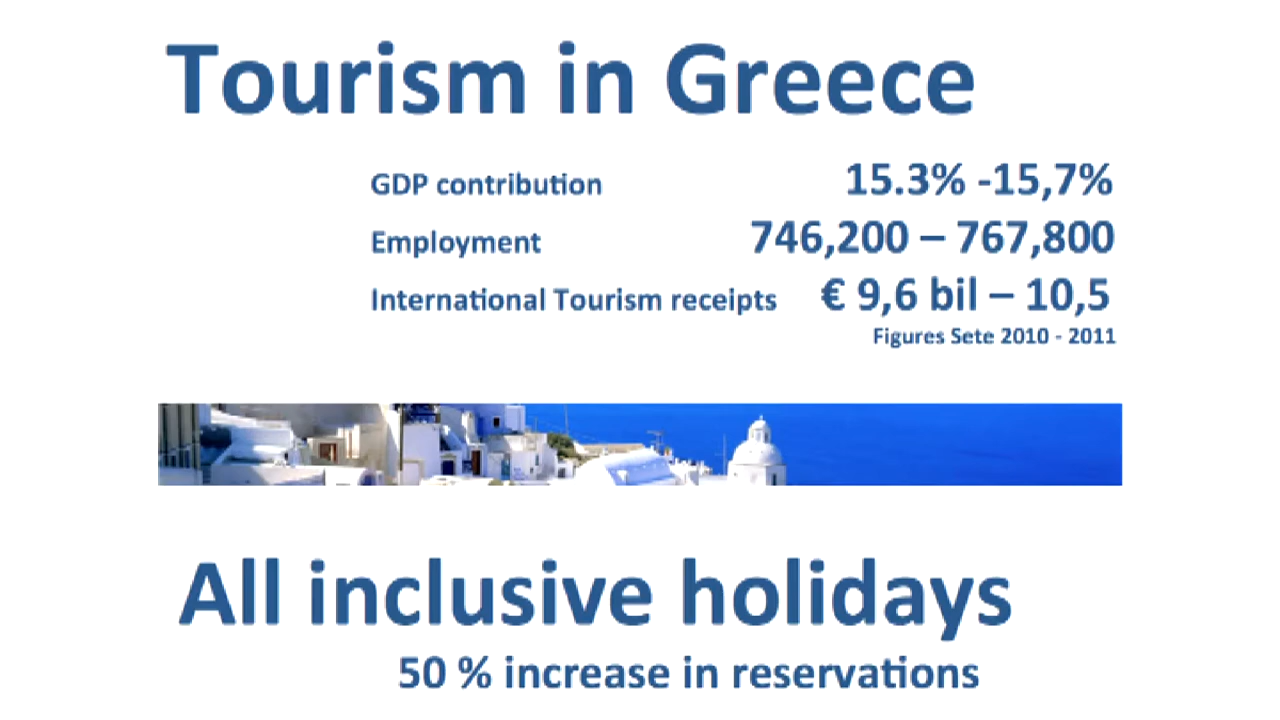 Tourism in Greece
GDP contribution 15.3% -15,7%
Employment 746,200 – 767,800
International Tourism receipts € 9,6 bil – 10,5
Figures Sete 2010 - 2011
All inclusive holidays
50 % increase in reservations